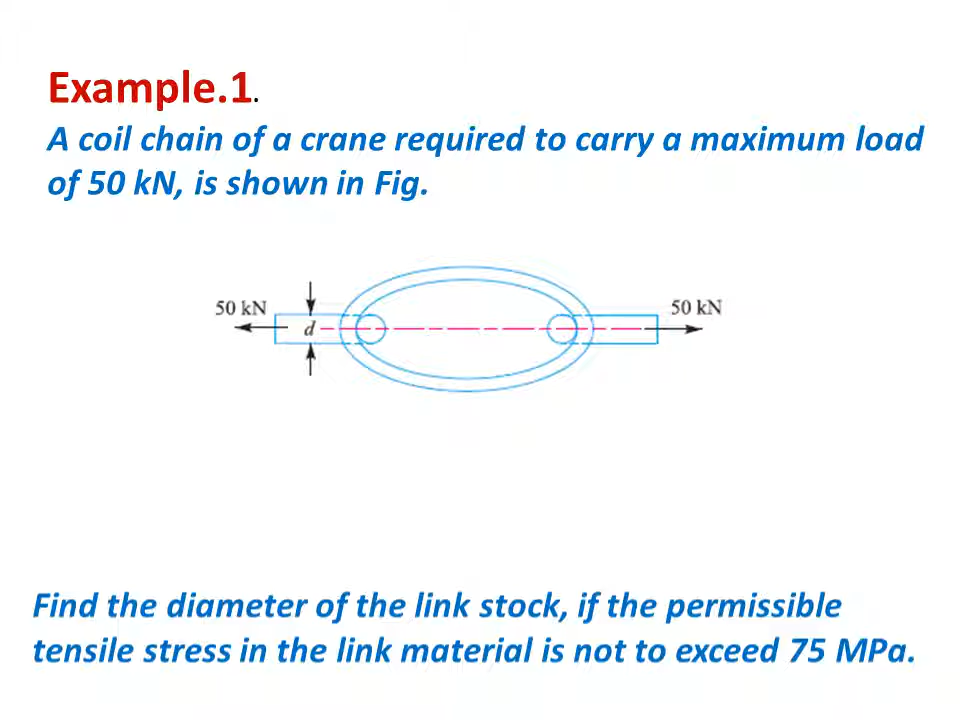 Example.1.
A coil chain of a crane required to carry a maximum load
of 50 kN, is shown in Fig.
50 kN
d
50 kN
Find the diameter of the link stock, if the permissible
tensile stress in the link material is not to exceed 75 MPa.